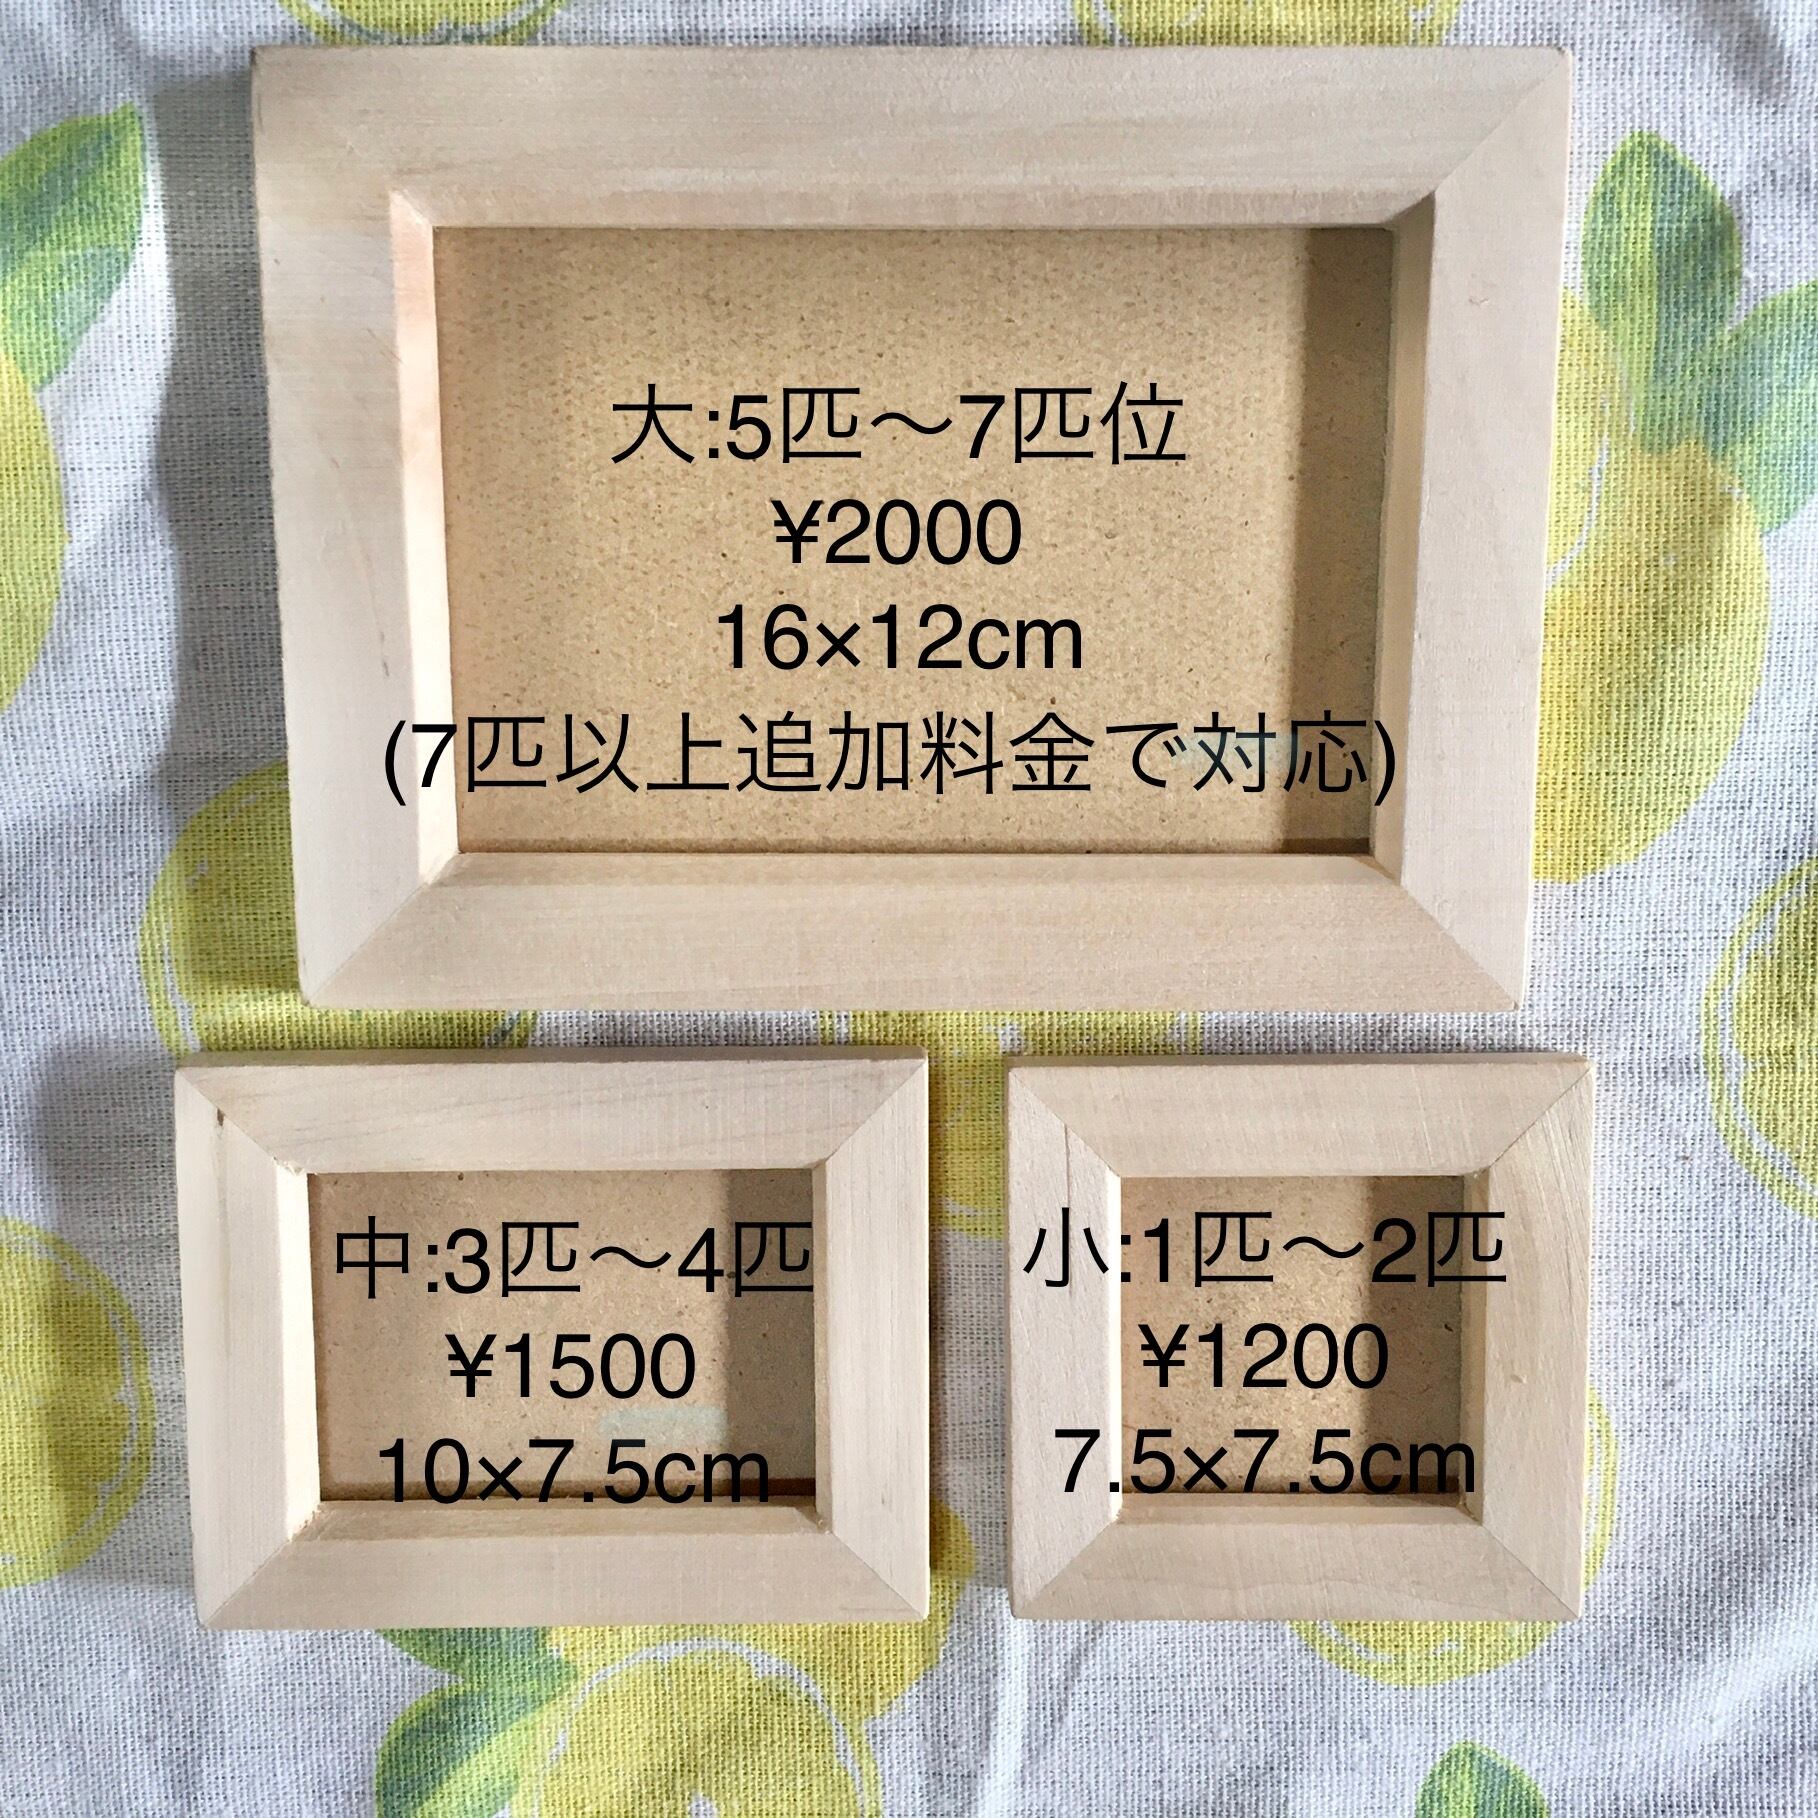 大:5匹〜7匹位
¥2000
16×12cm
(7匹以上追加料金で対応)
中:3匹〜4匹
¥1500
10×7.5cm
小:1匹〜2匹
¥1200
7.5×7.5cm